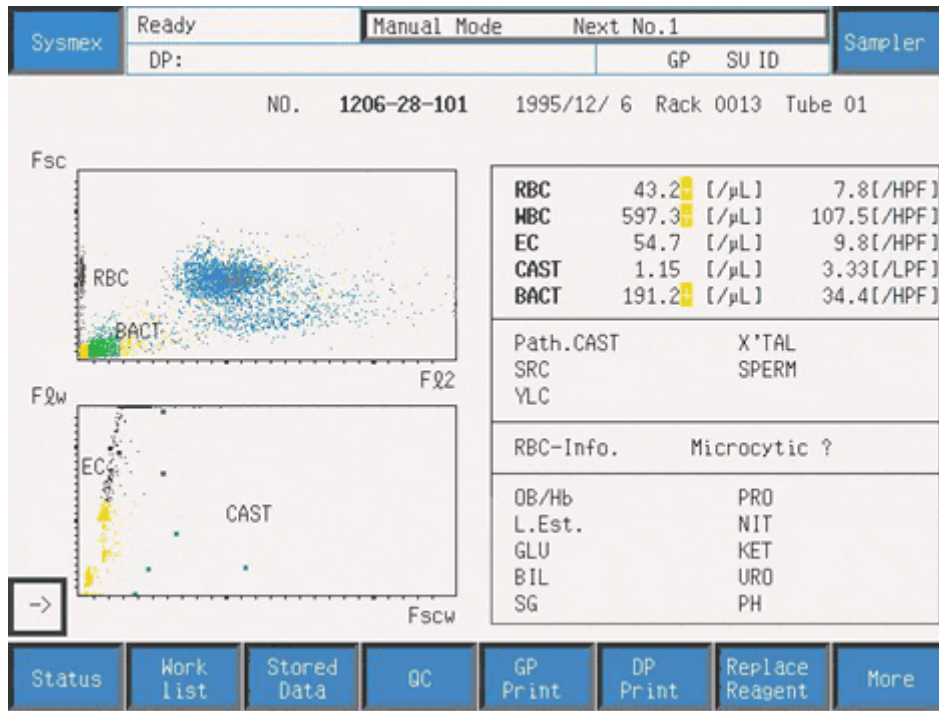 Sysmex
Ready
Manual Mode Next No.1
Sampler
DP:
GP SU ID
NO. 1206-28-101 1995/12/ 6 Rack 0013 Tube 01
Fsc
RBC
BACT
Fℓ2
Fℓw
EC
CAST
Fscw
->
RBC 43.2+ [/µL] 7.8[/HPF]
WBC 597.3+ [/µL] 107.5[/HPF]
EC 54.7 [/µL] 9.8[/HPF]
CAST 1.15 [/µL] 3.33[/LPF]
BACT 191.2+ [/µL] 34.4[/HPF]
Path.CAST X'TAL
SRC SPERM
YLC
RBC-Info. Microcytic ?
OB/Hb PRO
L.Est. NIT
GLU KET
BIL URO
SG PH
Status
Work
list
Stored
Data
QC
GP
Print
DP
Print
Replace
Reagent
More